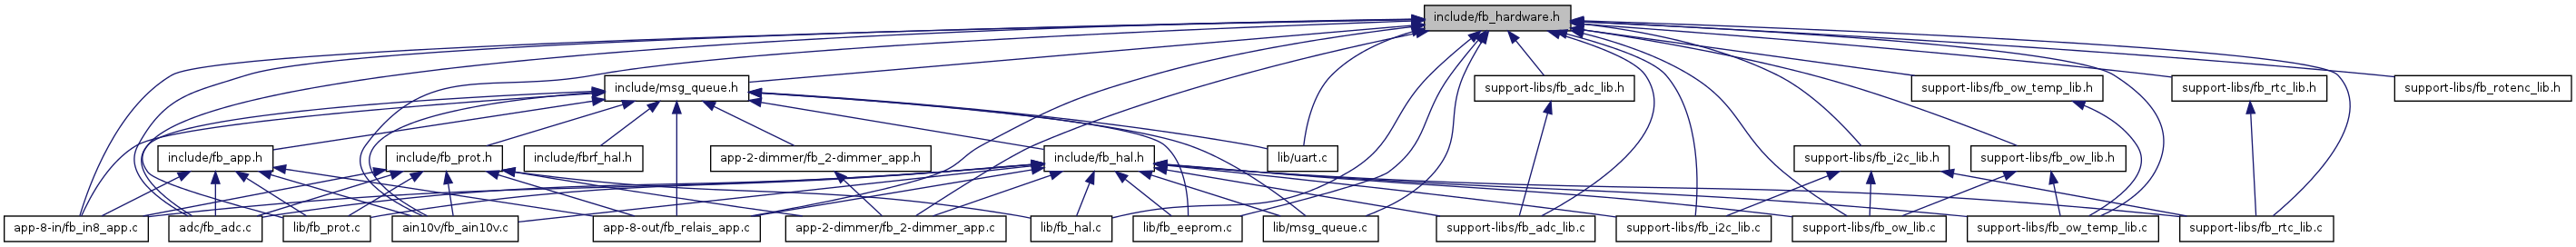 include/fb_hardware.h
include/msg_queue.h
support-libs/fb_adc_lib.h
support-libs/fb_ow_temp_lib.h
support-libs/fb_rtc_lib.h
support-libs/fb_rotenc_lib.h
include/fb_app.h
include/fb_prot.h
include/fbrf_hal.h
app-2-dimmer/fb_2-dimmer_app.h
include/fb_hal.h
lib/uart.c
support-libs/fb_i2c_lib.h
support-libs/fb_ow_lib.h
app-8-in/fb_in8_app.c
adc/fb_adc.c
lib/fb_prot.c
ain10v/fb_ain10v.c
app-8-out/fb_relais_app.c
app-2-dimmer/fb_2-dimmer_app.c
lib/fb_hal.c
lib/fb_eeprom.c
lib/msg_queue.c
support-libs/fb_adc_lib.c
support-libs/fb_i2c_lib.c
support-libs/fb_ow_lib.c
support-libs/fb_ow_temp_lib.c
support-libs/fb_rtc_lib.c